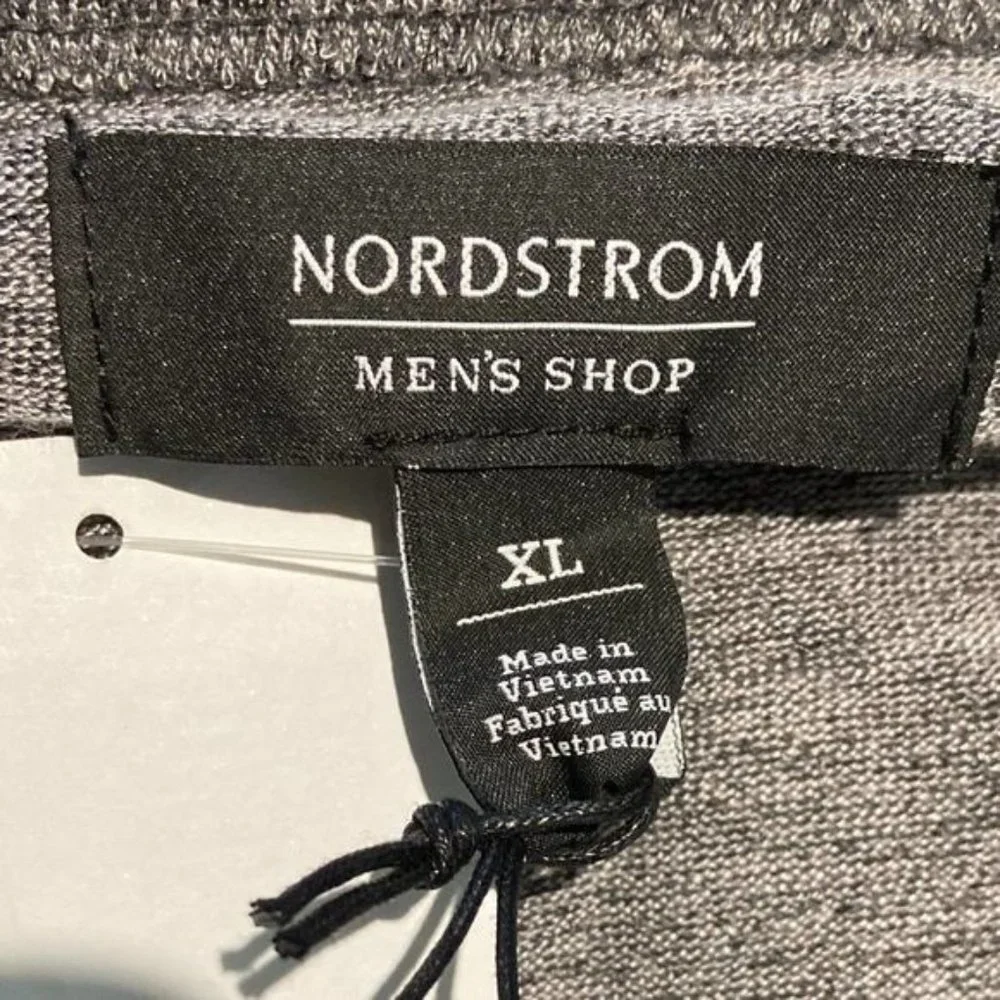 NORDSTROM
MEN'S SHOP
XL
Made in
Vietnam
Fabriqué au
Vietnam